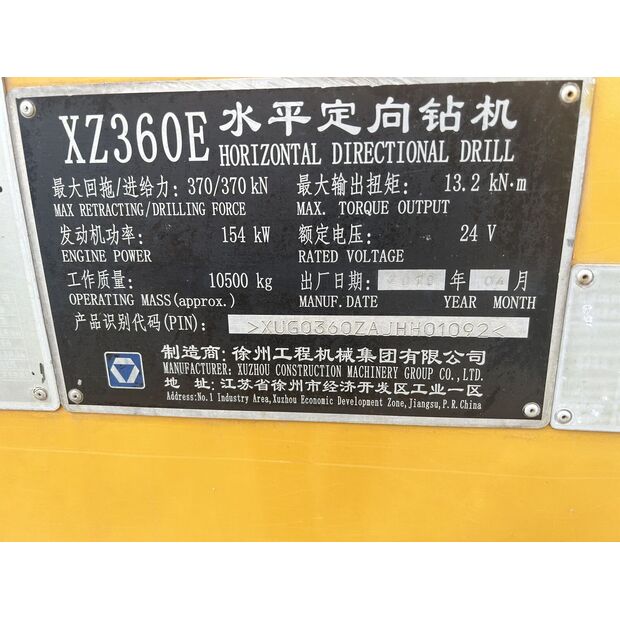 XZ360E 水平定向钻机
HORIZONTAL DIRECTIONAL DRILL
最大回拖/进给力: 370/370 kN 最大输出扭矩: 13.2 kN·m
MAX RETRACTING/DRILLING FORCE MAX. TORQUE OUTPUT
发动机功率: 154 kW 额定电压: 24 V
ENGINE POWER RATED VOLTAGE
工作质量: 10500 kg 出厂日期: 年 04 月
OPERATING MASS(approx.) MANUF. DATE YEAR MONTH
产品识别代码(PIN): >XUG0360ZAJHH01092<
制造商: 徐州工程机械集团有限公司
MANUFACTURER: XUZHOU CONSTRUCTION MACHINERY GROUP CO.,LTD.
地 址: 江苏省徐州市经济开发区工业一区
Address:No.1 Industry Area,Xuzhou Economic Development Zone,Jiangsu,P.R.China